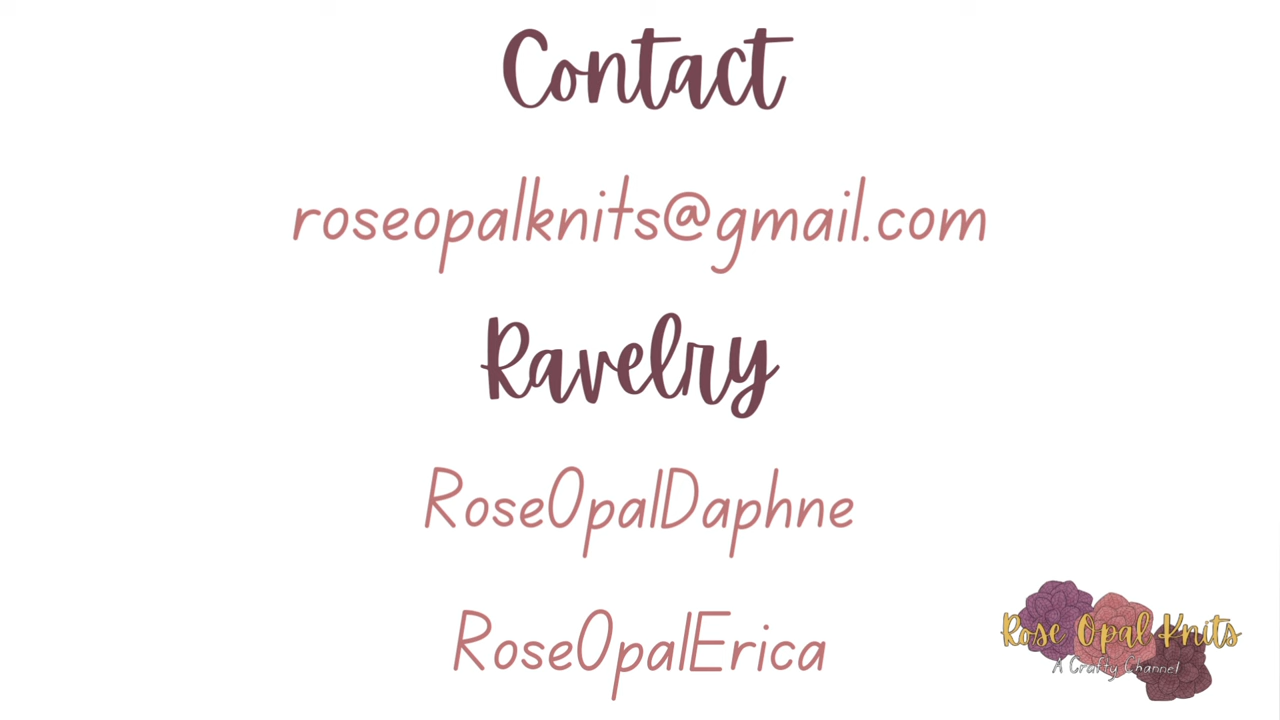 Contact
roseopalknits@gmail.com
Ravelry
RoseOpalDaphne
RoseOpalErica
Rose Opal Knits
A Crafty Channel